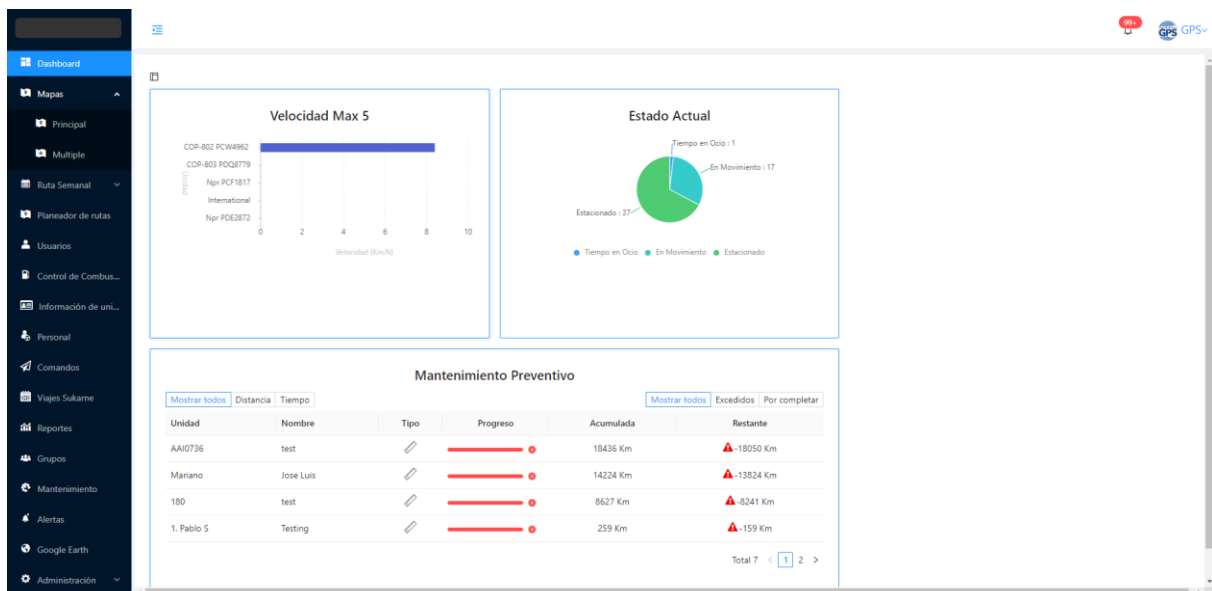 99+
GPS GPS
Dashboard
Mapas
Principal
Multiple
Ruta Semanal
Planeador de rutas
Usuarios
Control de Combus...
Información de uni...
Personal
Comandos
Viajes Sukarne
Reportes
Grupos
Mantenimiento
Alertas
Google Earth
Administración
Velocidad Max 5
Unidad
COP-802 PCW4962
COP-803 PDQ8779
Npr PCF1817
International
Npr PDE2872
0 2 4 6 8 10
Velocidad (Km/h)
Estado Actual
Tiempo en Ocio : 1
En Movimiento : 17
Estacionado : 37
Tiempo en Ocio En Movimiento Estacionado
Mantenimiento Preventivo
Mostrar todos Distancia Tiempo Mostrar todos Excedidos Por completar
Unidad Nombre Tipo Progreso Acumulada Restante
AAI0736 test 18436 Km -18050 Km
Mariano Jose Luis 14224 Km -13824 Km
180 test 8627 Km -8241 Km
1. Pablo S Testing 259 Km -159 Km
Total 7 < 1 2 >